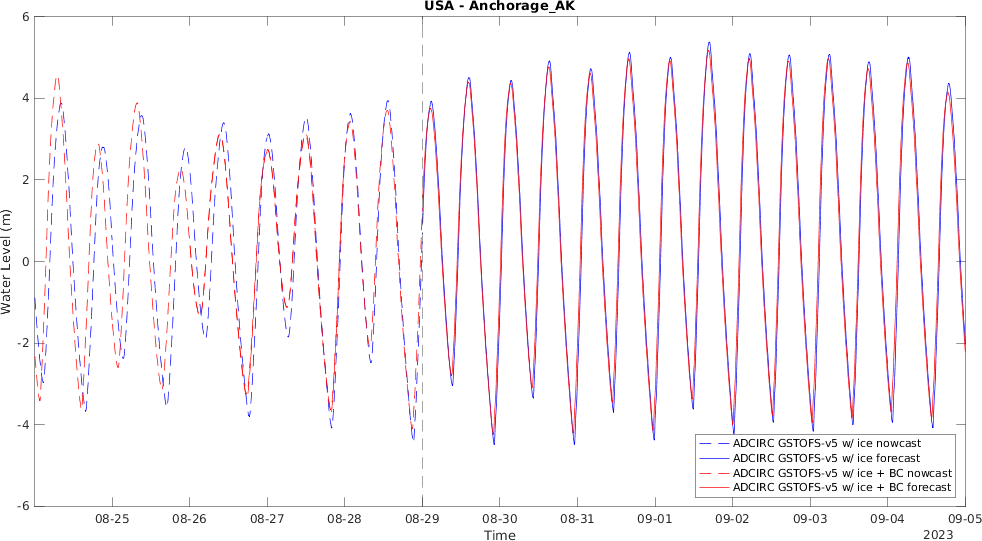 USA - Anchorage_AK
6
4
2
0
-2
-4
-6
Water Level (m)
ADCIRC GSTOFS-v5 w/ ice nowcast
ADCIRC GSTOFS-v5 w/ ice forecast
ADCIRC GSTOFS-v5 w/ ice + BC nowcast
ADCIRC GSTOFS-v5 w/ ice + BC forecast
08-25 08-26 08-27 08-28 08-29 08-30 08-31 09-01 09-02 09-03 09-04 09-05
Time
2023